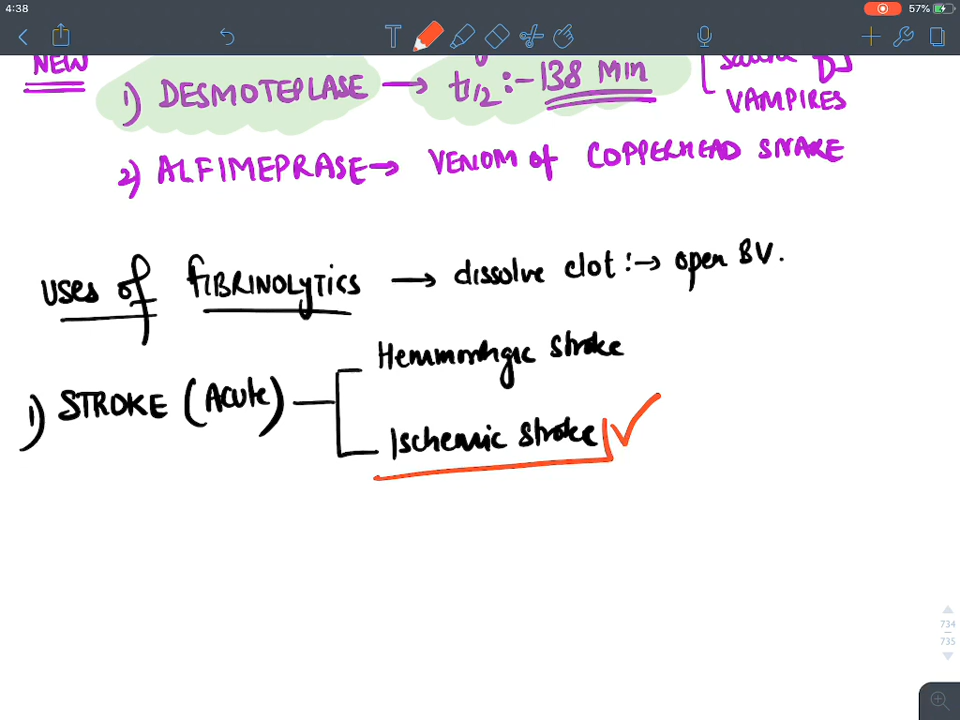 4:38
57%
T
NEW
1) DESMOTEPLASE → t1/2 :- 138 Min
VAMPIRES
2) ALFIMEPRASE → VENOM of COPPERHEAD SNAKE
Uses of FIBRINOLYTICS → dissolve clot :→ open BV.
Hemmorrhgic Stroke
1) STROKE (Acute)
Ischemic Stroke
734
735